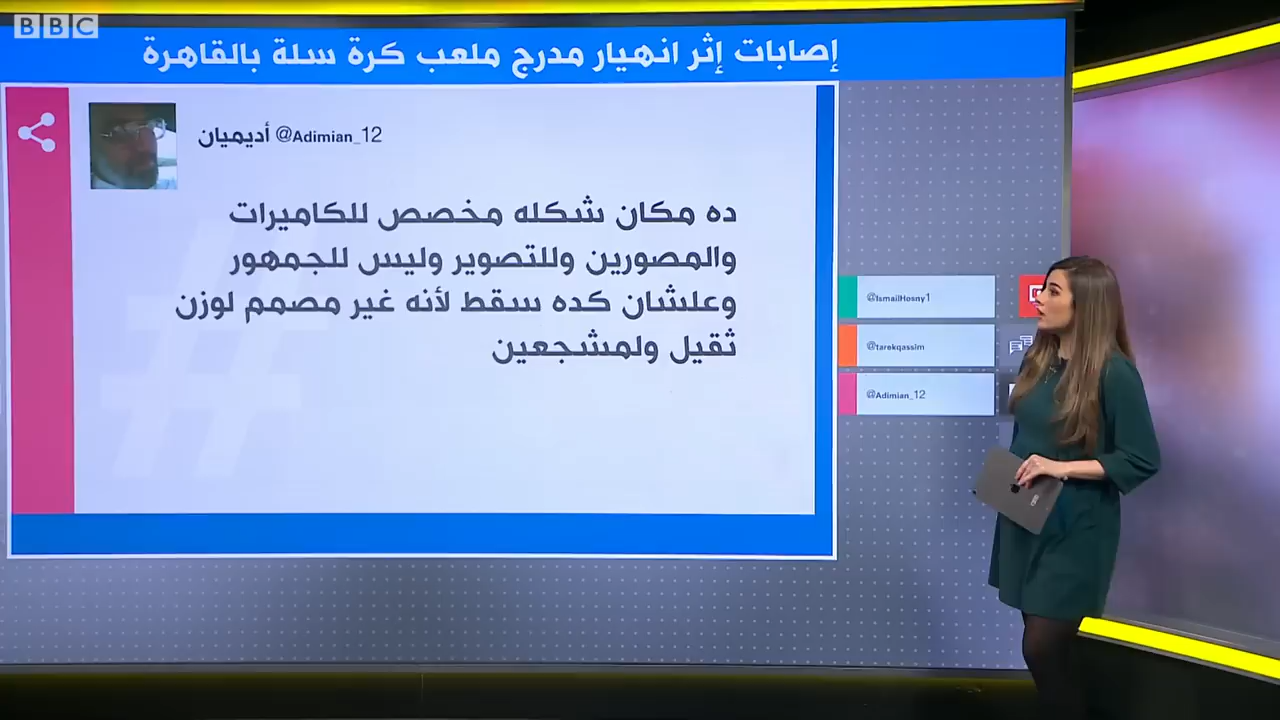 BBC
إصابات إثر انهيار مدرج ملعب كرة سلة بالقاهرة
أديميان @Adimian_12
ده مكان شكله مخصص للكاميرات
والمصورين وللتصوير وليس للجمهور
وعلشان كده سقط لأنه غير مصمم لوزن
ثقيل ولمشجعين
@IsmailHosny1
@tarekqassim
@Adimian_12